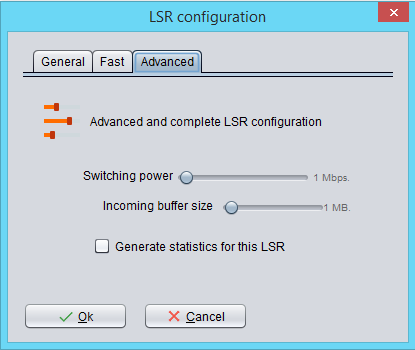 LSR configuration
General Fast Advanced
Advanced and complete LSR configuration
Switching power 1 Mbps.
Incoming buffer size 1 MB.
Generate statistics for this LSR
Ok Cancel